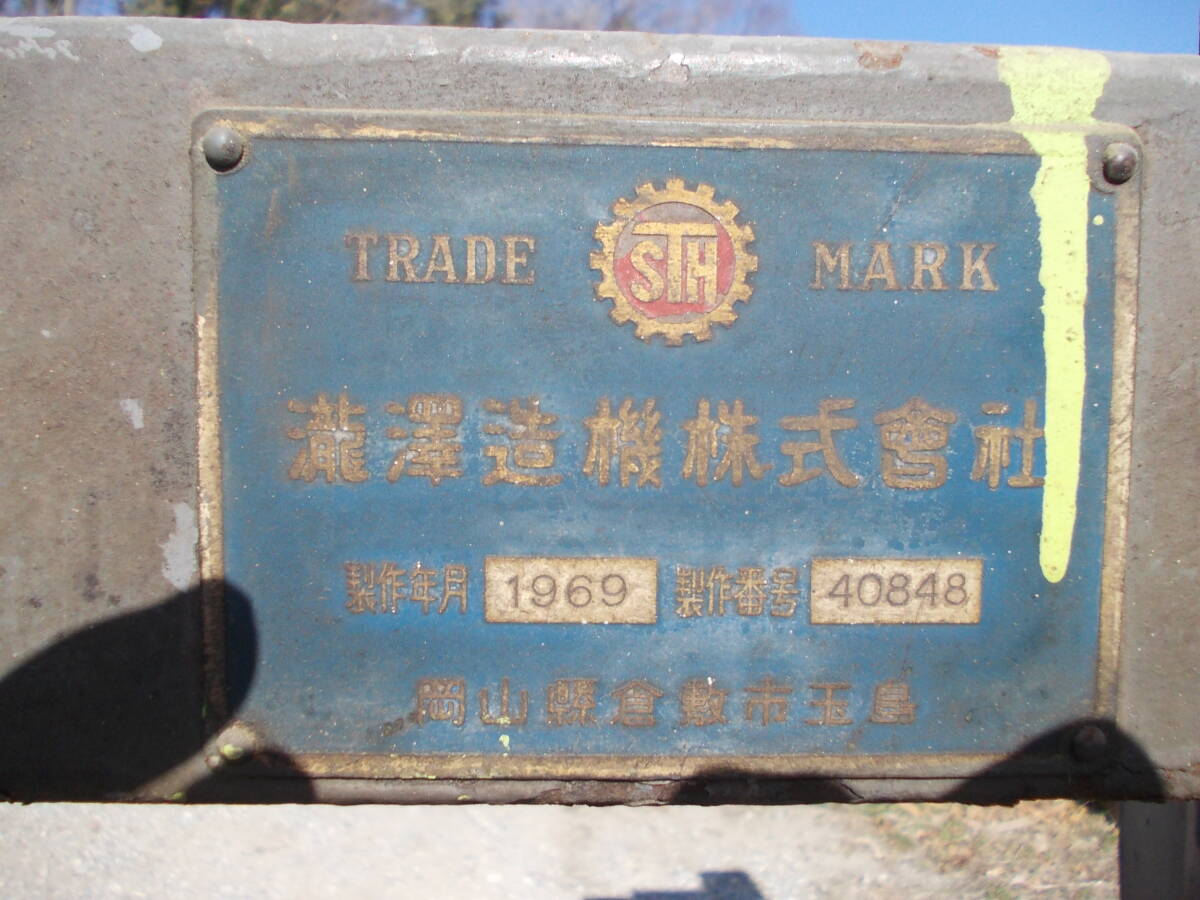 TRADE STH MARK
瀧澤造機株式會社
製作年月 1969 製作番号 40848
岡山縣倉敷市玉島